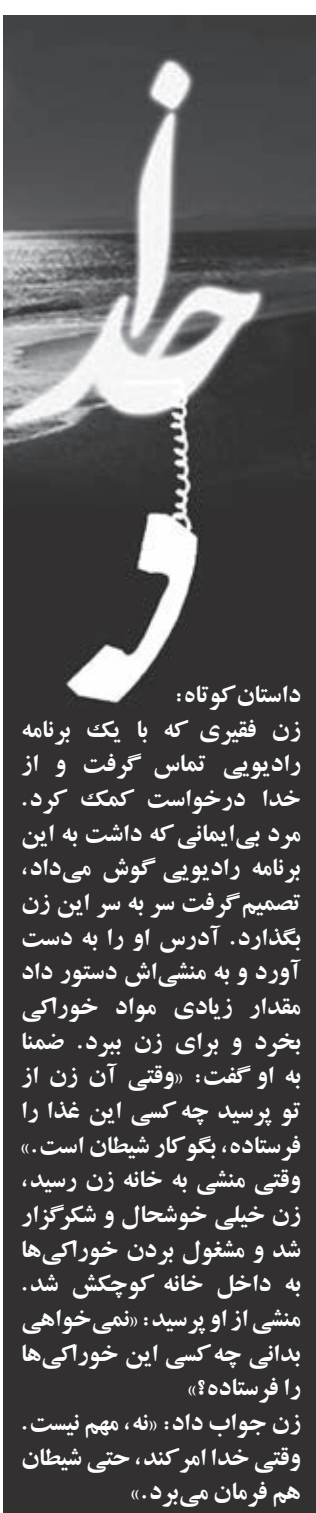 خدا
داستان کوتاه:
زن فقیری که با یک برنامه
رادیویی تماس گرفت و از
خدا درخواست کمک کرد.
مرد بی‌ایمانی که داشت به این
برنامه رادیویی گوش می‌داد،
تصمیم گرفت سر به سر این زن
بگذارد. آدرس او را به دست
آورد و به منشی‌اش دستور داد
مقدار زیادی مواد خوراکی
بخرد و برای زن ببرد. ضمنا
به او گفت: «وقتی آن زن از
تو پرسید چه کسی این غذا را
فرستاده، بگو کار شیطان است.»
وقتی منشی به خانه زن رسید،
زن خیلی خوشحال و شکرگزار
شد و مشغول بردن خوراکی‌ها
به داخل خانه کوچکش شد.
منشی از او پرسید: «نمی‌خواهی
بدانی چه کسی این خوراکی‌ها
را فرستاده؟»
زن جواب داد: «نه، مهم نیست.
وقتی خدا امر کند، حتی شیطان
هم فرمان می‌برد.»